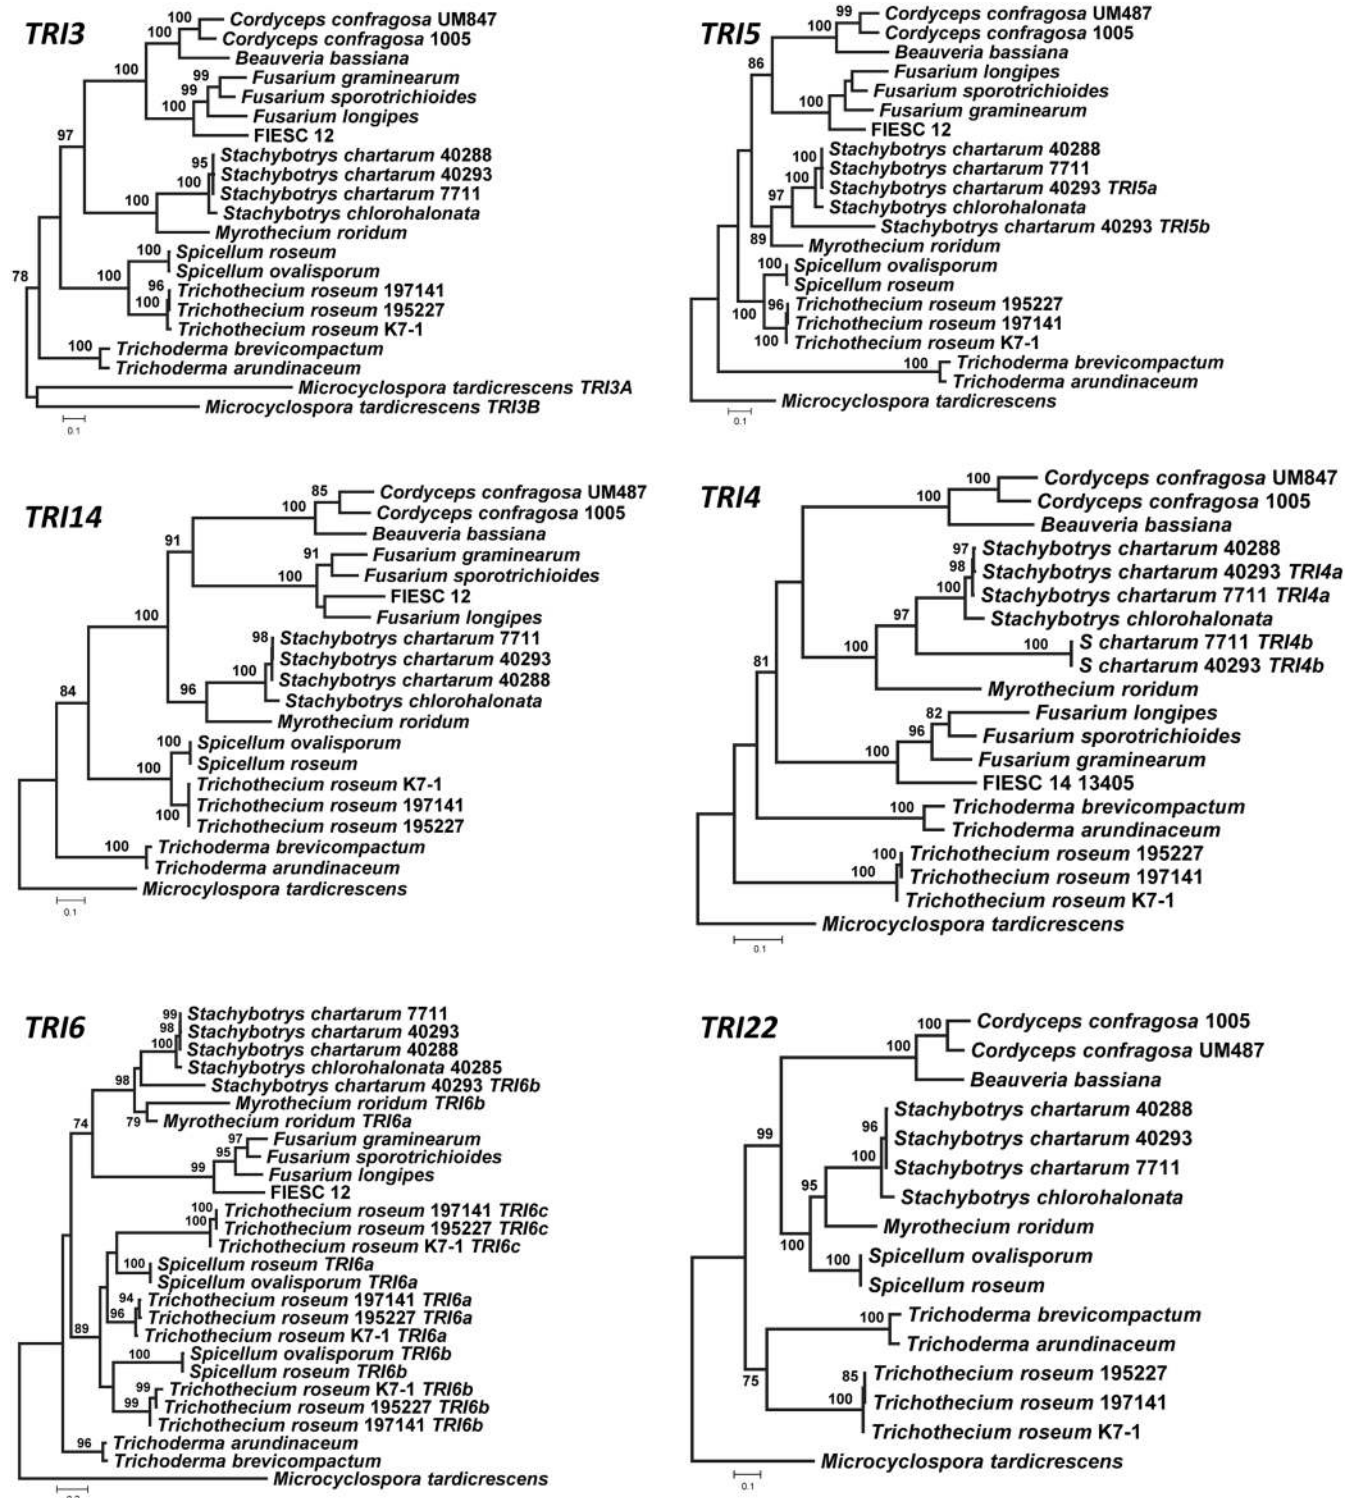 TRI3
100
Cordyceps confragosa UM847
100
Cordyceps confragosa 1005
Beauveria bassiana
100
99
Fusarium graminearum
99
Fusarium sporotrichioides
100
Fusarium longipes
FIESC 12
97
95
Stachybotrys chartarum 40288
Stachybotrys chartarum 40293
100
Stachybotrys chartarum 7711
100
Stachybotrys chlorohalonata
Myrothecium roridum
100
Spicellum roseum
100
Spicellum ovalisporum
78
96
Trichothecium roseum 197141
100
Trichothecium roseum 195227
Trichothecium roseum K7-1
100
Trichoderma brevicompactum
Trichoderma arundinaceum
Microcyclospora tardicrescens TRI3A
Microcyclospora tardicrescens TRI3B
0.1
TRI5
99
Cordyceps confragosa UM487
100
Cordyceps confragosa 1005
Beauveria bassiana
86
Fusarium longipes
Fusarium sporotrichioides
100
Fusarium graminearum
FIESC 12
100
Stachybotrys chartarum 40288
Stachybotrys chartarum 7711
100
Stachybotrys chartarum 40293 TRI5a
97
Stachybotrys chlorohalonata
Stachybotrys chartarum 40293 TRI5b
89
Myrothecium roridum
100
Spicellum ovalisporum
Spicellum roseum
96
Trichothecium roseum 195227
100
Trichothecium roseum 197141
100
Trichothecium roseum K7-1
100
Trichoderma brevicompactum
Trichoderma arundinaceum
Microcyclospora tardicrescens
0.1
TRI14
85
Cordyceps confragosa UM487
100
Cordyceps confragosa 1005
Beauveria bassiana
91
91
Fusarium graminearum
100
Fusarium sporotrichioides
FIESC 12
100
Fusarium longipes
98
Stachybotrys chartarum 7711
Stachybotrys chartarum 40293
100
Stachybotrys chartarum 40288
96
Stachybotrys chlorohalonata
84
Myrothecium roridum
100
Spicellum ovalisporum
100
Spicellum roseum
Trichothecium roseum K7-1
Trichothecium roseum 197141
100
Trichothecium roseum 195227
100
Trichoderma brevicompactum
Trichoderma arundinaceum
Microcylospora tardicrescens
0.1
TRI4
100
Cordyceps confragosa UM847
100
Cordyceps confragosa 1005
Beauveria bassiana
97
Stachybotrys chartarum 40288
98
Stachybotrys chartarum 40293 TRI4a
100
Stachybotrys chartarum 7711 TRI4a
97
Stachybotrys chlorohalonata
100
100
S chartarum 7711 TRI4b
S chartarum 40293 TRI4b
81
Myrothecium roridum
82
Fusarium longipes
96
Fusarium sporotrichioides
100
Fusarium graminearum
FIESC 14 13405
100
Trichoderma brevicompactum
Trichoderma arundinaceum
100
Trichothecium roseum 195227
100
Trichothecium roseum 197141
Trichothecium roseum K7-1
Microcyclospora tardicrescens
0.1
TRI6
99
Stachybotrys chartarum 7711
98
Stachybotrys chartarum 40293
100
Stachybotrys chartarum 40288
Stachybotrys chlorohalonata 40285
98
Stachybotrys chartarum 40293 TRI6b
Myrothecium roridum TRI6b
79
Myrothecium roridum TRI6a
74
97
Fusarium graminearum
95
Fusarium sporotrichioides
99
Fusarium longipes
FIESC 12
100
Trichothecium roseum 197141 TRI6c
100
Trichothecium roseum 195227 TRI6c
Trichothecium roseum K7-1 TRI6c
100
Spicellum roseum TRI6a
Spicellum ovalisporum TRI6a
94
Trichothecium roseum 197141 TRI6a
96
Trichothecium roseum 195227 TRI6a
89
Trichothecium roseum K7-1 TRI6a
100
Spicellum ovalisporum TRI6b
Spicellum roseum TRI6b
99
Trichothecium roseum K7-1 TRI6b
99
Trichothecium roseum 195227 TRI6b
Trichothecium roseum 197141 TRI6b
96
Trichoderma arundinaceum
Trichoderma brevicompactum
Microcyclospora tardicrescens
TRI22
100
Cordyceps confragosa 1005
100
Cordyceps confragosa UM487
Beauveria bassiana
99
96
Stachybotrys chartarum 40288
Stachybotrys chartarum 40293
100
Stachybotrys chartarum 7711
95
Stachybotrys chlorohalonata
100
Myrothecium roridum
100
Spicellum ovalisporum
Spicellum roseum
100
Trichoderma brevicompactum
Trichoderma arundinaceum
75
85
Trichothecium roseum 195227
100
Trichothecium roseum 197141
Trichothecium roseum K7-1
Microcyclospora tardicrescens
0.1